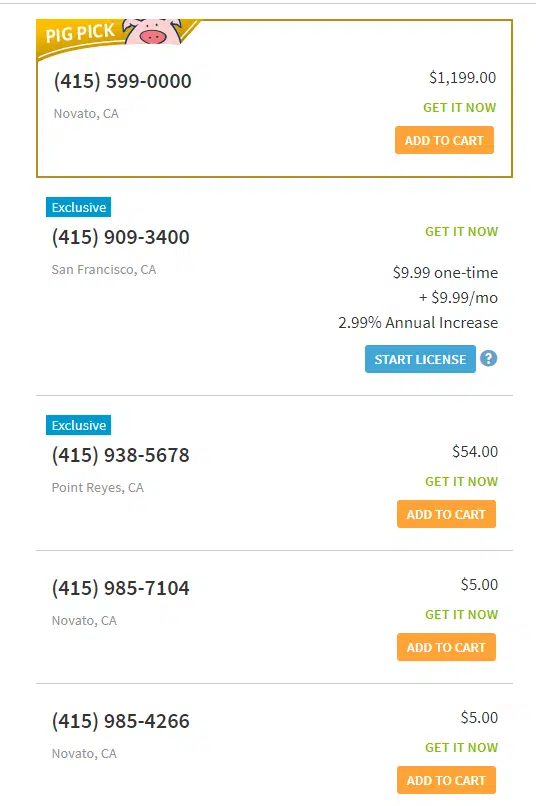 PIG PICK
(415) 599-0000
$1,199.00
Novato, CA
GET IT NOW
ADD TO CART
Exclusive
(415) 909-3400
GET IT NOW
San Francisco, CA
$9.99 one-time
+ $9.99/mo
2.99% Annual Increase
START LICENSE ?
Exclusive
(415) 938-5678
$54.00
Point Reyes, CA
GET IT NOW
ADD TO CART
(415) 985-7104
$5.00
Novato, CA
GET IT NOW
ADD TO CART
(415) 985-4266
$5.00
Novato, CA
GET IT NOW
ADD TO CART